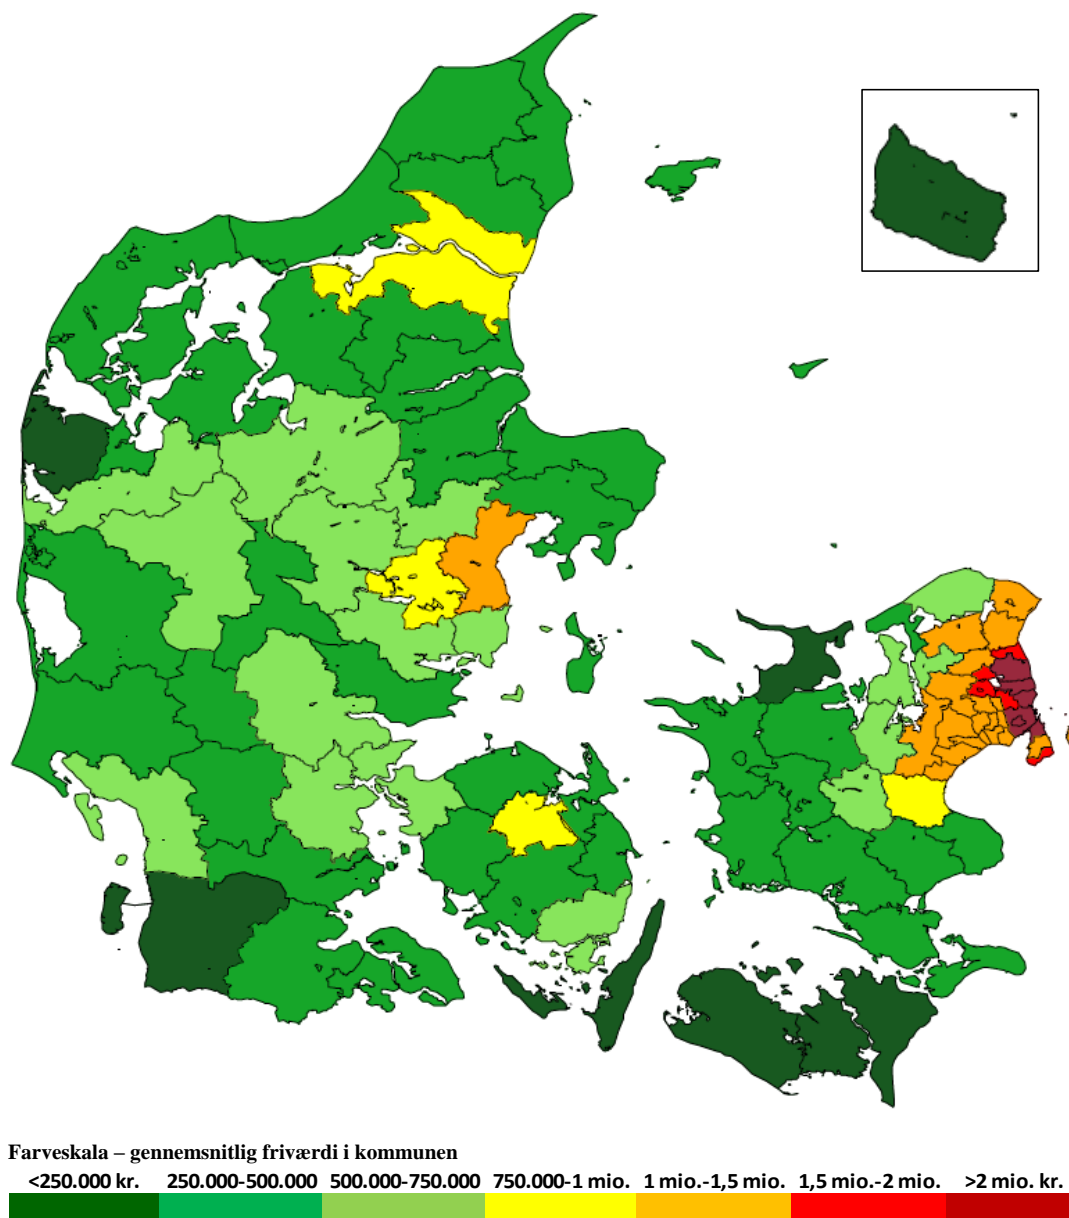 Farveskala – gennemsnitlig friværdi i kommunen
<250.000 kr. 250.000-500.000 500.000-750.000 750.000-1 mio. 1 mio.-1,5 mio. 1,5 mio.-2 mio. >2 mio. kr.